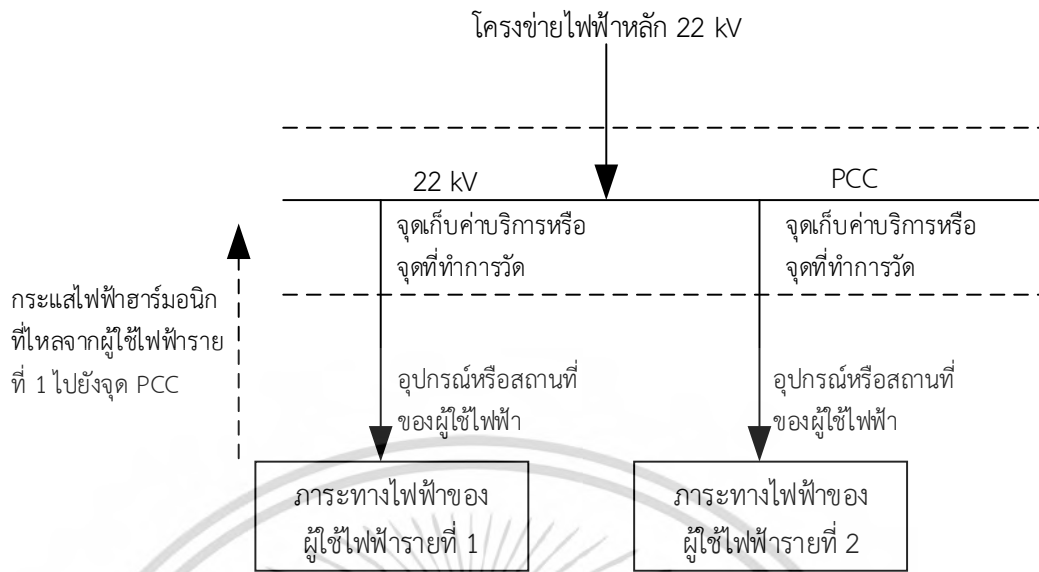 โครงข่ายไฟฟ้าหลัก 22 kV
22 kV
PCC
จุดเก็บค่าบริการหรือ
จุดที่ทำการวัด
จุดเก็บค่าบริการหรือ
จุดที่ทำการวัด
กระแสไฟฟ้าฮาร์มอนิก
ที่ไหลจากผู้ใช้ไฟฟ้าราย
ที่ 1 ไปยังจุด PCC
อุปกรณ์หรือสถานที่
ของผู้ใช้ไฟฟ้า
อุปกรณ์หรือสถานที่
ของผู้ใช้ไฟฟ้า
ภาระทางไฟฟ้าของ
ผู้ใช้ไฟฟ้ารายที่ 1
ภาระทางไฟฟ้าของ
ผู้ใช้ไฟฟ้ารายที่ 2